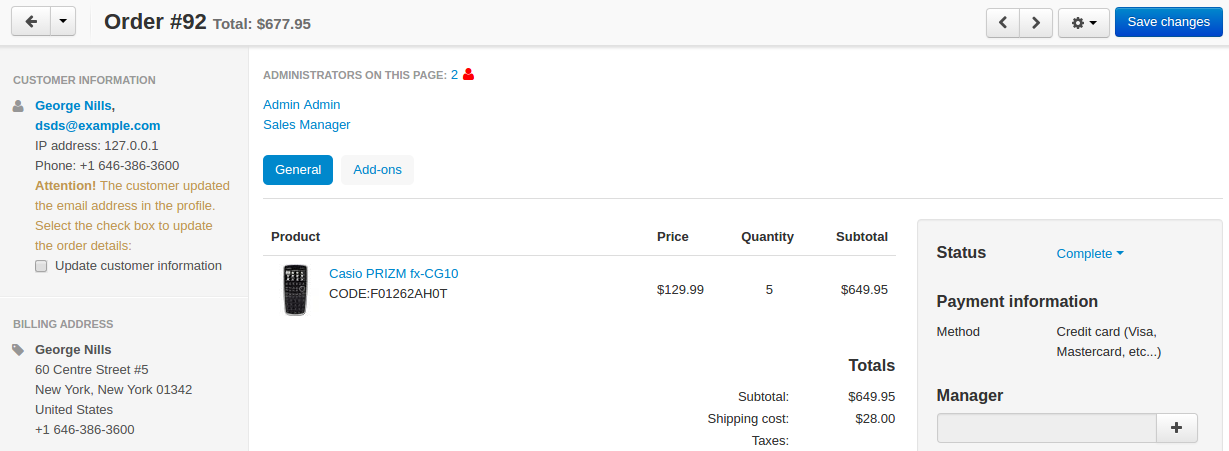 Order #92 Total: $677.95
Save changes
CUSTOMER INFORMATION
George Nills,
dsds@example.com
IP address: 127.0.0.1
Phone: +1 646-386-3600
Attention! The customer updated
the email address in the profile.
Select the check box to update
the order details:
Update customer information
BILLING ADDRESS
George Nills
60 Centre Street #5
New York, New York 01342
United States
+1 646-386-3600
ADMINISTRATORS ON THIS PAGE: 2
Admin Admin
Sales Manager
General Add-ons
Product Price Quantity Subtotal
Casio PRIZM fx-CG10
CODE:F01262AH0T
$129.99 5 $649.95
Totals
Subtotal: $649.95
Shipping cost: $28.00
Taxes:
Status Complete
Payment information
Method Credit card (Visa,
Mastercard, etc...)
Manager